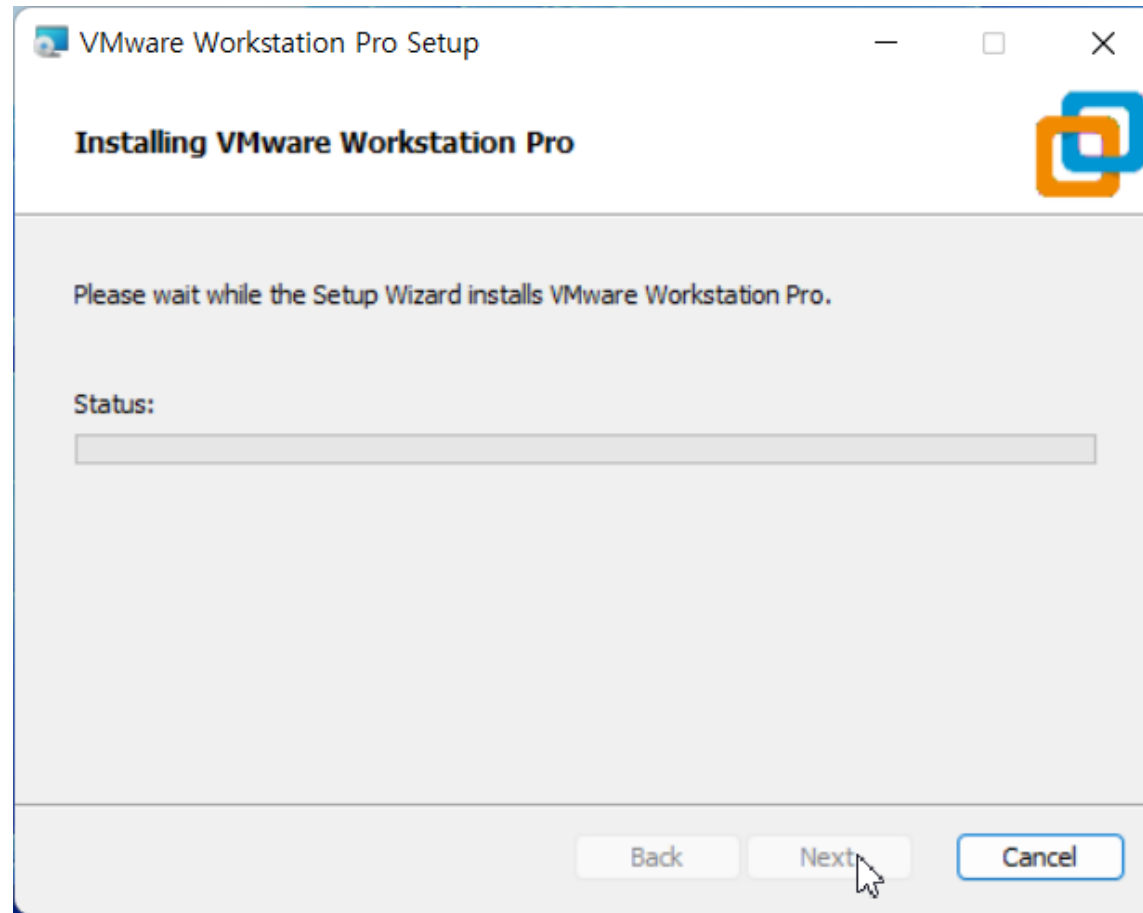 VMware Workstation Pro Setup
Installing VMware Workstation Pro
Please wait while the Setup Wizard installs VMware Workstation Pro.
Status:
Back Next Cancel